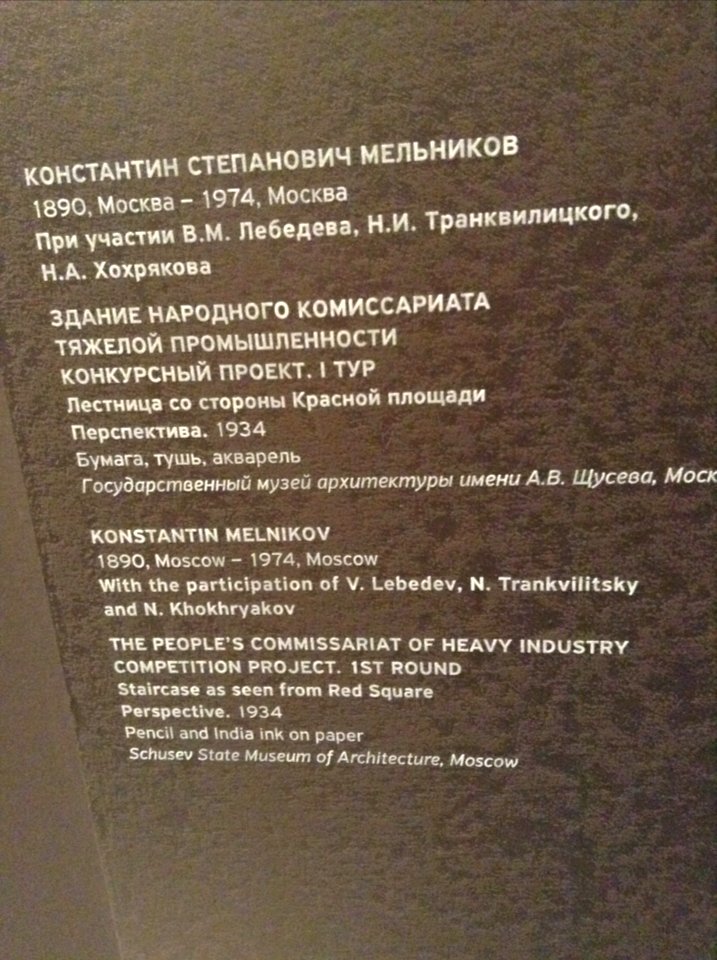 КОНСТАНТИН СТЕПАНОВИЧ МЕЛЬНИКОВ
1890, Москва – 1974, Москва
При участии В.М. Лебедева, Н.И. Транквилицкого,
Н.А. Хохрякова
ЗДАНИЕ НАРОДНОГО КОМИССАРИАТА
ТЯЖЕЛОЙ ПРОМЫШЛЕННОСТИ
КОНКУРСНЫЙ ПРОЕКТ. I ТУР
Лестница со стороны Красной площади
Перспектива. 1934
Бумага, тушь, акварель
Государственный музей архитектуры имени А.В. Щусева, Моск
KONSTANTIN MELNIKOV
1890, Moscow – 1974, Moscow
With the participation of V. Lebedev, N. Trankvilitsky
and N. Khokhryakov
THE PEOPLE'S COMMISSARIAT OF HEAVY INDUSTRY
COMPETITION PROJECT. 1ST ROUND
Staircase as seen from Red Square
Perspective. 1934
Pencil and India ink on paper
Schusev State Museum of Architecture, Moscow